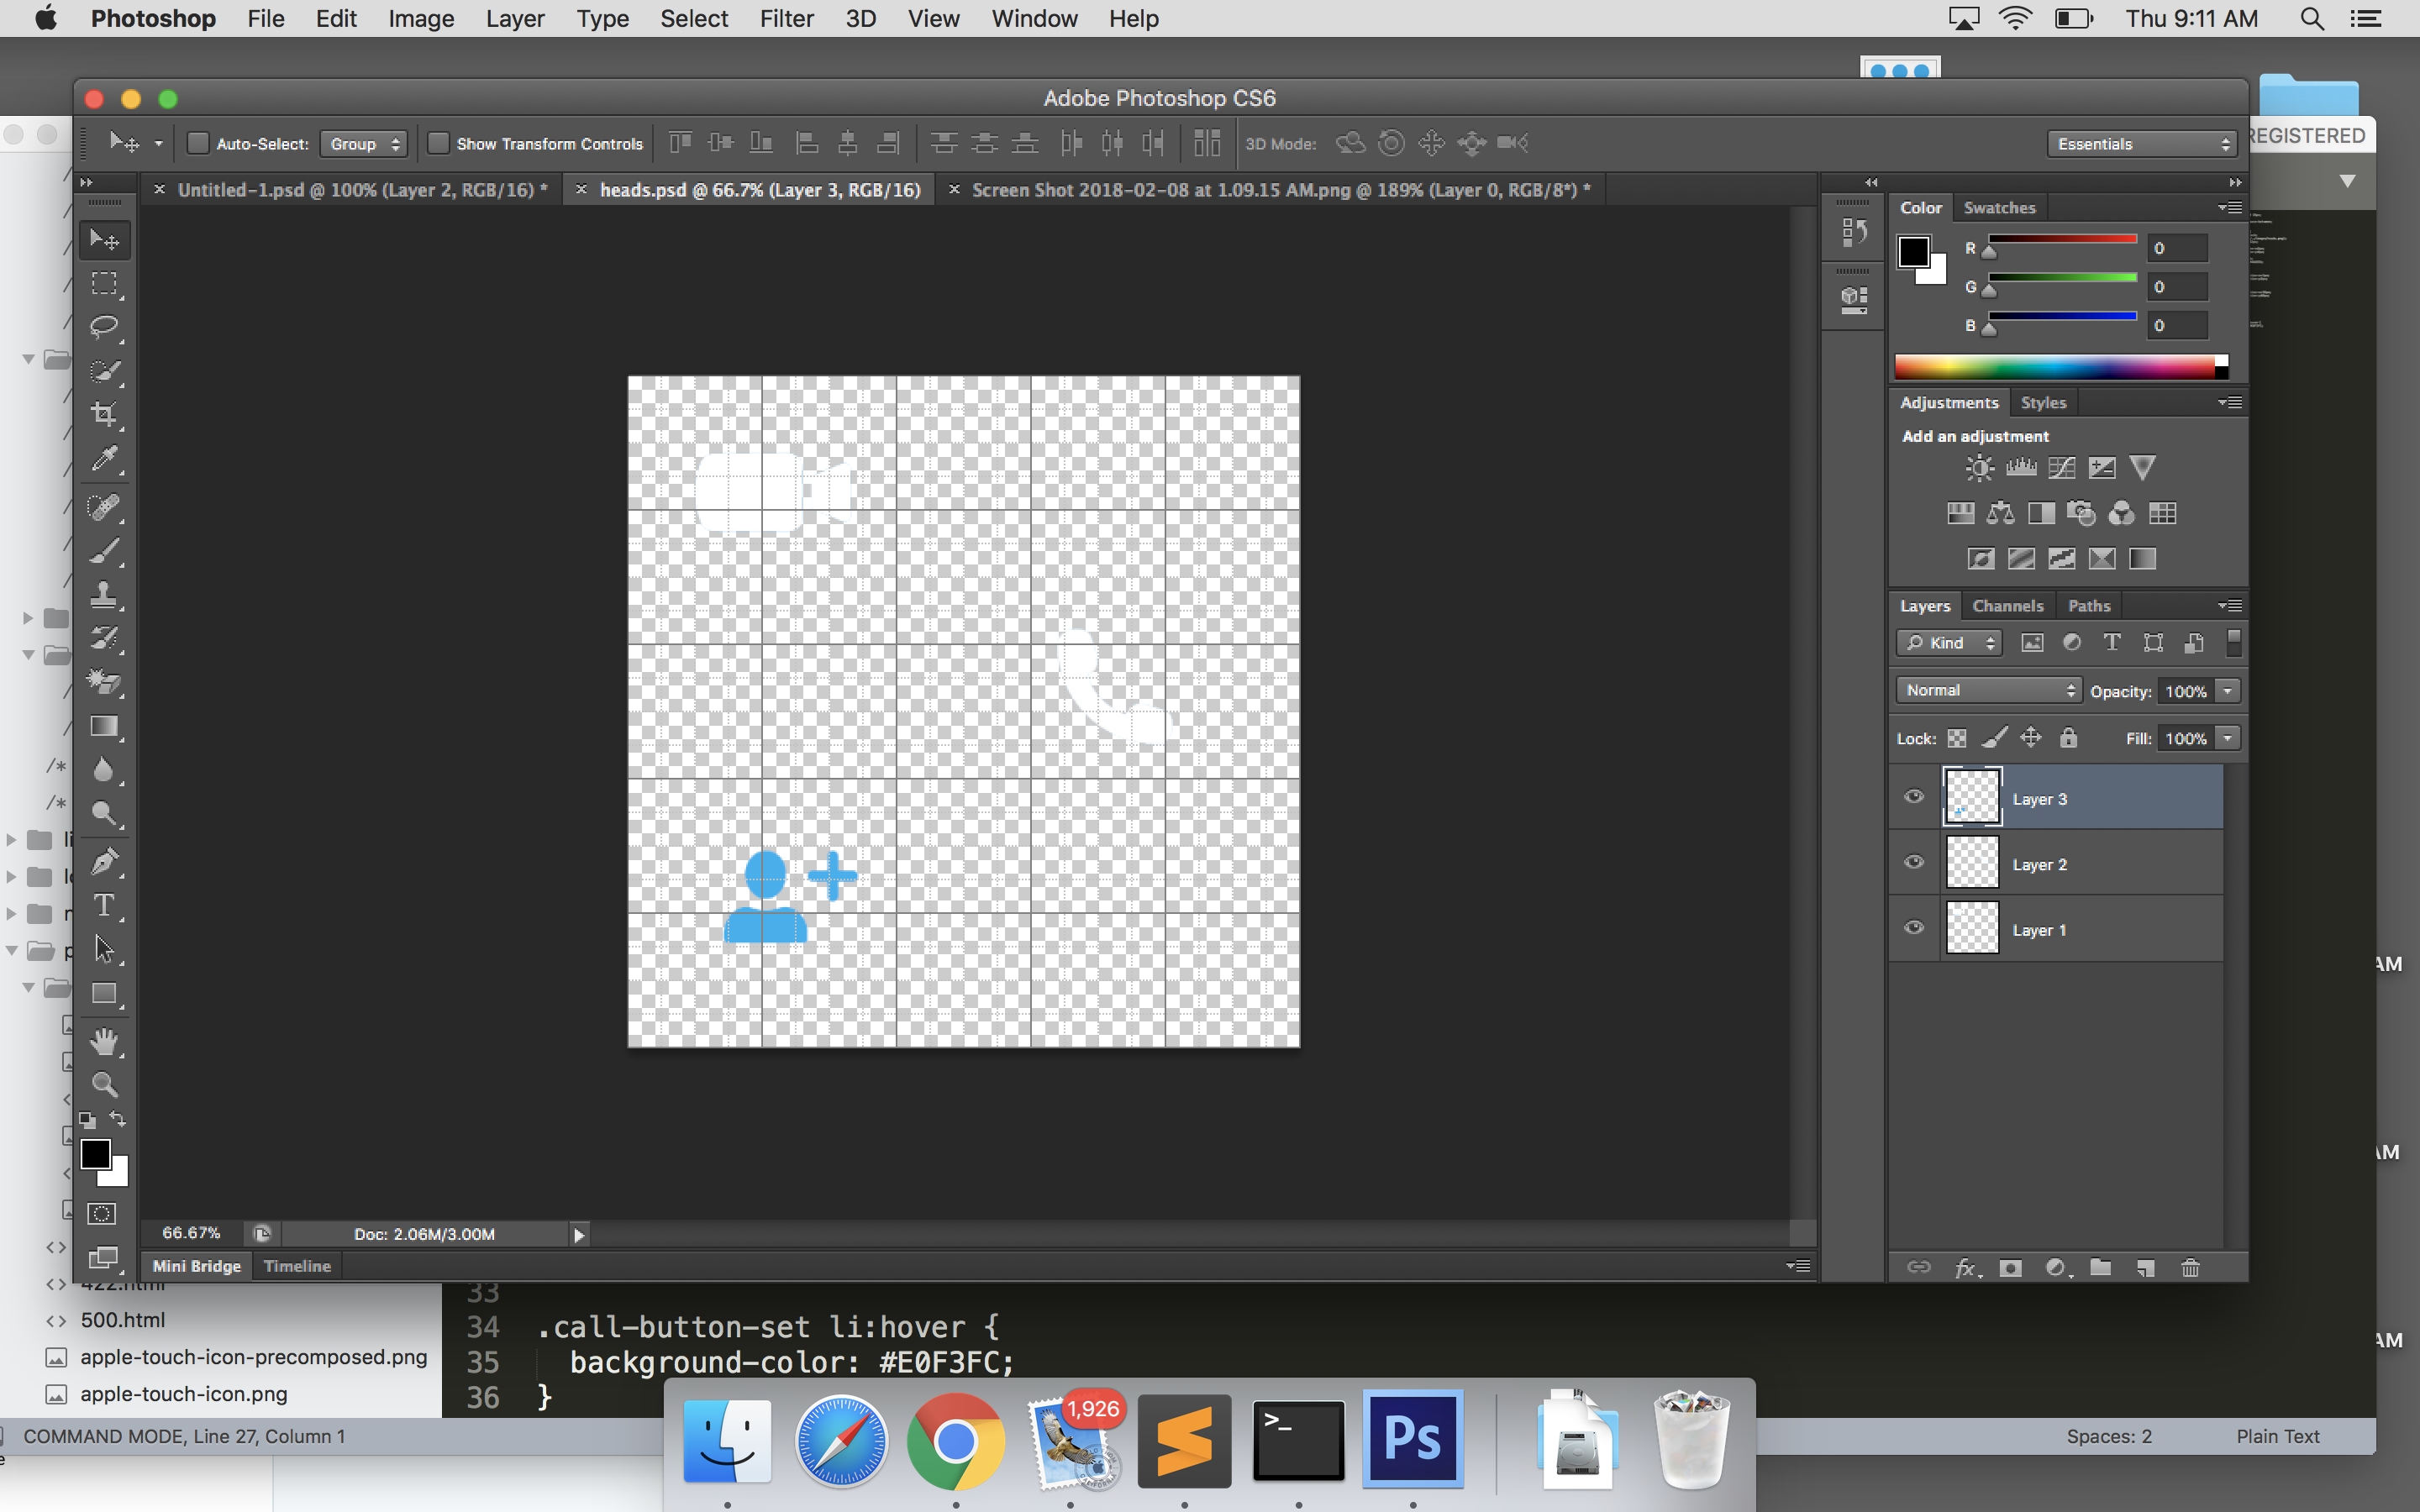 Photoshop File Edit Image Layer Type Select Filter 3D View Window Help Thu 9:11 AM
Adobe Photoshop CS6
REGISTERED
Auto-Select: Group Show Transform Controls 3D Mode: Essentials
Untitled-1.psd @ 100% (Layer 2, RGB/16) * heads.psd @ 66.7% (Layer 3, RGB/16) Screen Shot 2018-02-08 at 1.09.15 AM.png @ 189% (Layer 0, RGB/8*) *
Color Swatches
R 0
G 0
B 0
Adjustments Styles
Add an adjustment
Layers Channels Paths
Kind
Normal Opacity: 100%
Lock: Fill: 100%
Layer 3
Layer 2
Layer 1
/*
/*
AM
AM
AM
66.67% Doc: 2.06M/3.00M
Mini Bridge Timeline
422.html
500.html
apple-touch-icon-precomposed.png
apple-touch-icon.png
33
34 .call-button-set li:hover {
35 background-color: #E0F3FC;
36 }
1,926
>_
Ps
COMMAND MODE, Line 27, Column 1 Spaces: 2 Plain Text